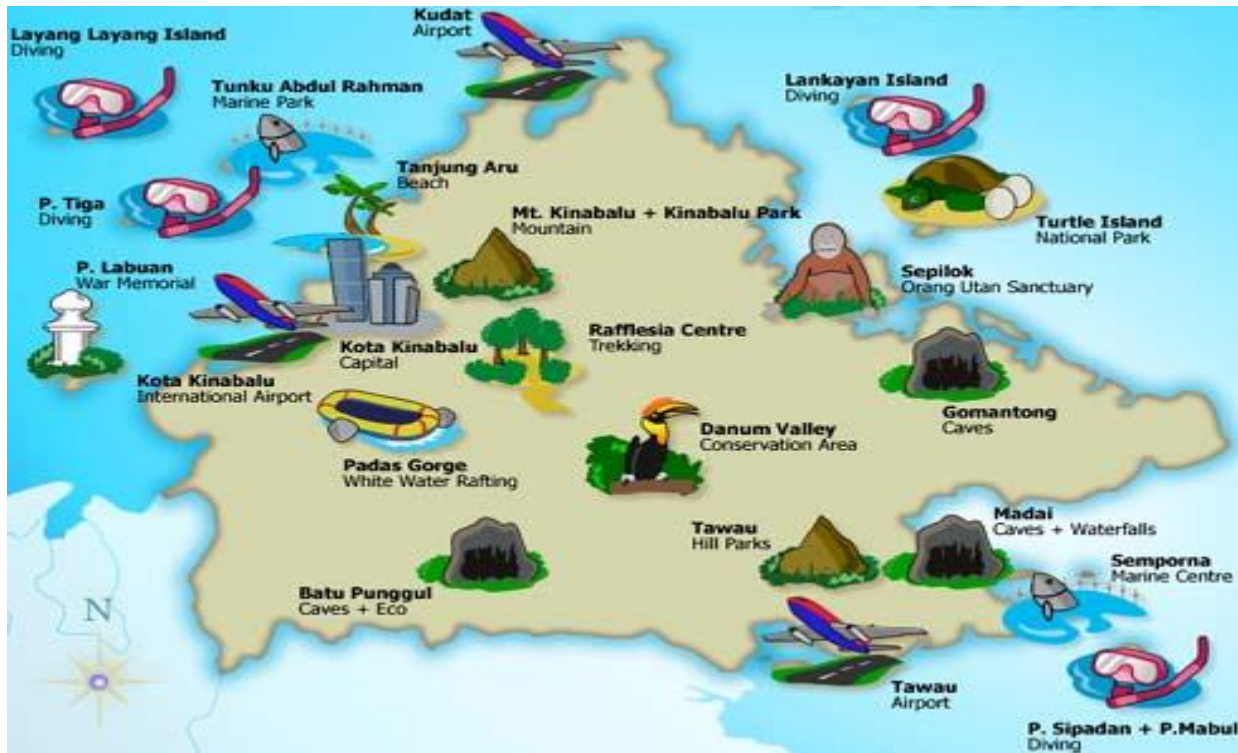 Kudat
Airport
Layang Layang Island
Diving
Tunku Abdul Rahman
Marine Park
Lankayan Island
Diving
Tanjung Aru
Beach
P. Tiga
Diving
Mt. Kinabalu + Kinabalu Park
Mountain
Turtle Island
National Park
P. Labuan
War Memorial
Sepilok
Orang Utan Sanctuary
Kota Kinabalu
Capital
Rafflesia Centre
Trekking
Kota Kinabalu
International Airport
Gomantong
Caves
Danum Valley
Conservation Area
Padas Gorge
White Water Rafting
Madai
Caves + Waterfalls
Tawau
Hill Parks
Semporna
Marine Centre
Batu Punggul
Caves + Eco
N
Tawau
Airport
P. Sipadan + P.Mabul
Diving